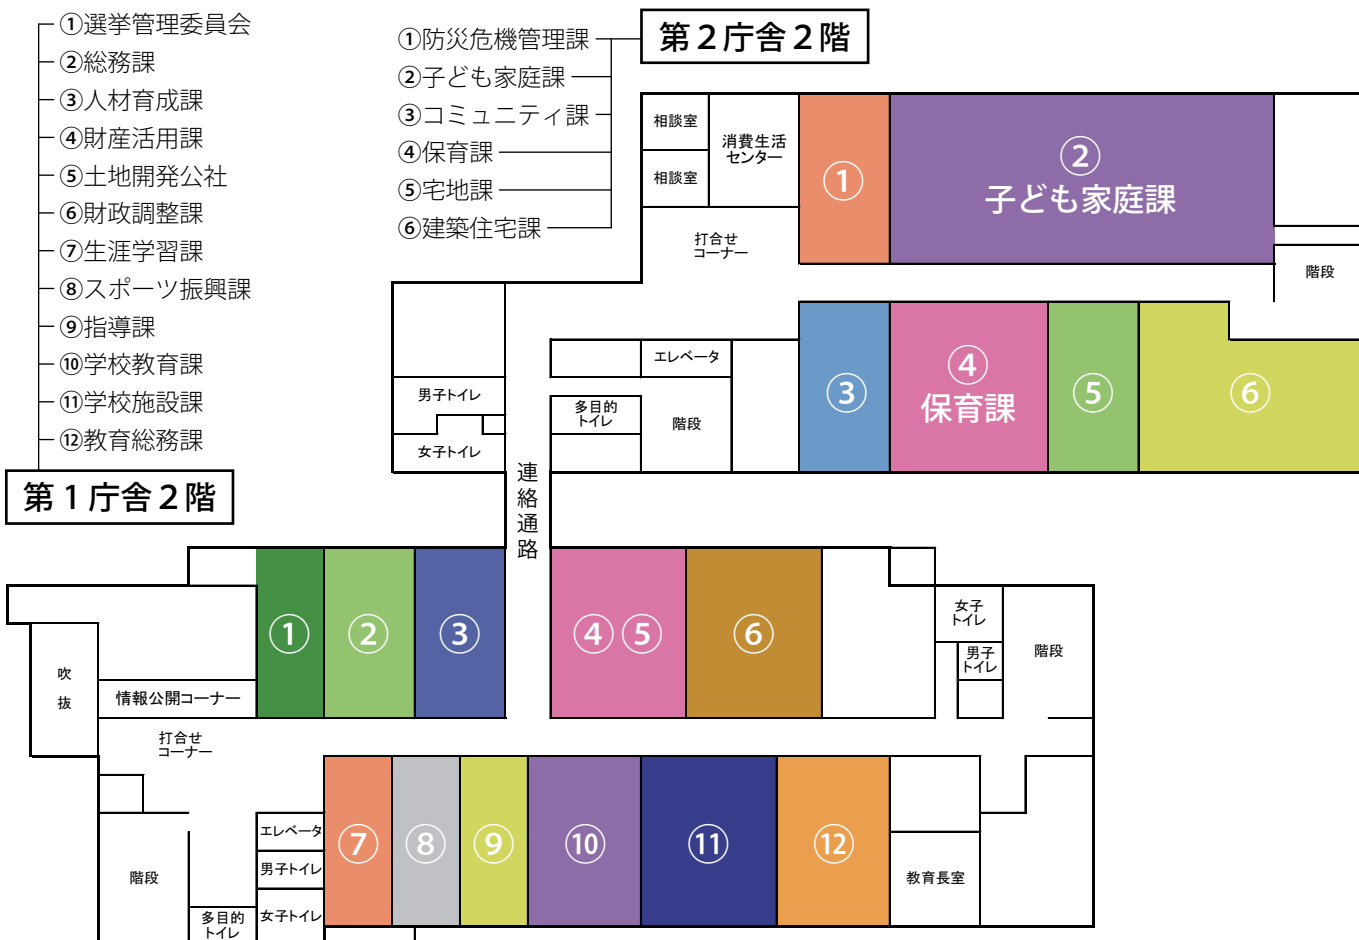 ①選挙管理委員会
②総務課
③人材育成課
④財産活用課
⑤土地開発公社
⑥財政調整課
⑦生涯学習課
⑧スポーツ振興課
⑨指導課
⑩学校教育課
⑪学校施設課
⑫教育総務課
第1庁舎2階
①防災危機管理課
②子ども家庭課
③コミュニティ課
④保育課
⑤宅地課
⑥建築住宅課
第2庁舎2階
相談室
相談室
消費生活
センター
①
②
子ども家庭課
打合せ
コーナー
階段
男子トイレ
女子トイレ
エレベータ
多目的
トイレ
階段
③
④
保育課
⑤
⑥
連絡通路
吹抜
情報公開コーナー
打合せ
コーナー
①
②
③
④⑤
⑥
女子
トイレ
男子
トイレ
階段
階段
エレベータ
男子トイレ
女子トイレ
多目的
トイレ
⑦
⑧
⑨
⑩
⑪
⑫
教育長室